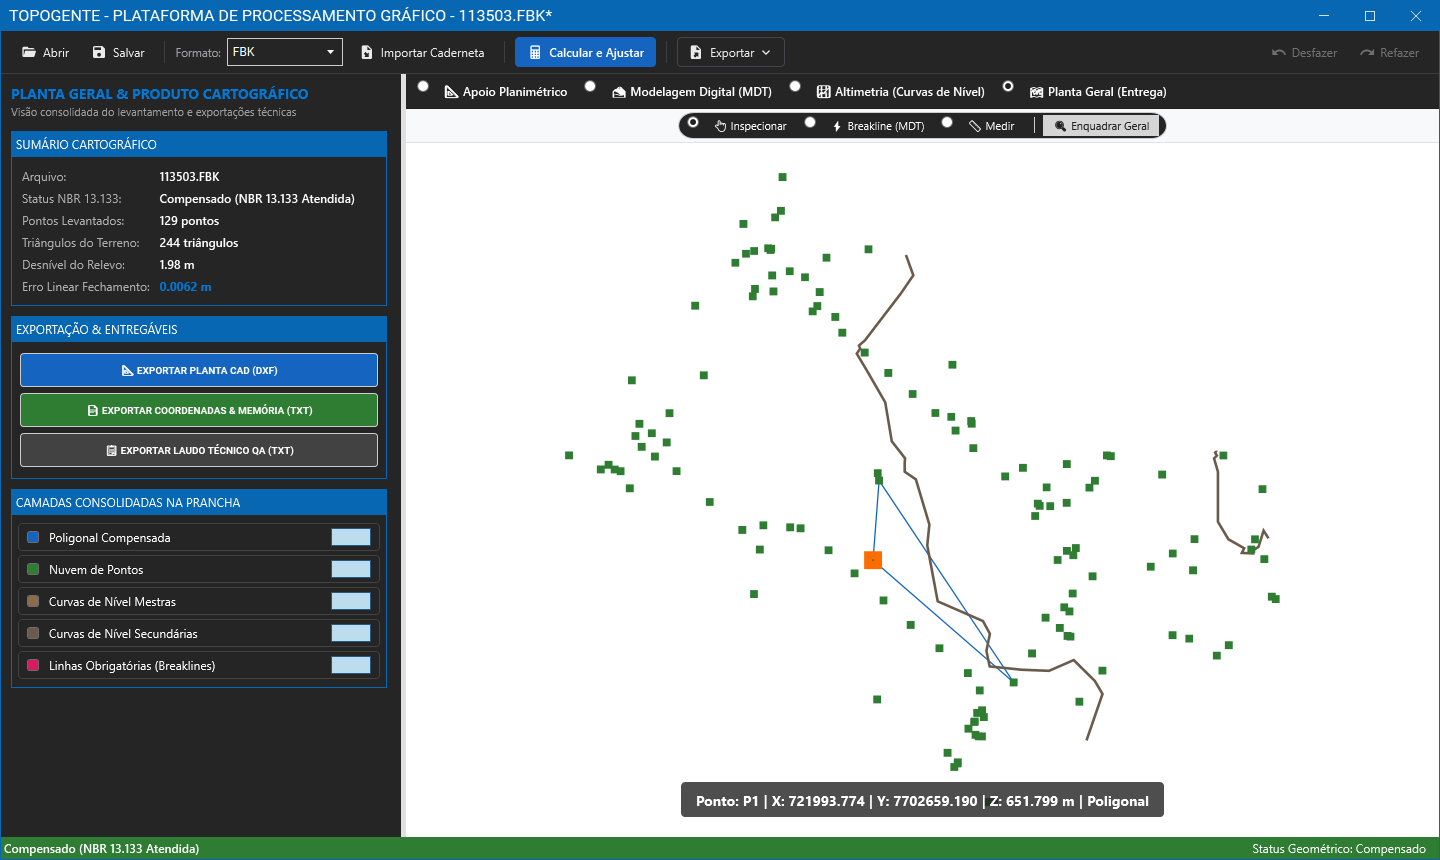 TOPOGENTE - PLATAFORMA DE PROCESSAMENTO GRÁFICO - 113503.FBK*
Abrir Salvar Formato: FBK Importar Caderneta Calcular e Ajustar Exportar Desfazer Refazer
PLANTA GERAL & PRODUTO CARTOGRÁFICO
Visão consolidada do levantamento e exportações técnicas
SUMÁRIO CARTOGRÁFICO
Arquivo: 113503.FBK
Status NBR 13.133: Compensado (NBR 13.133 Atendida)
Pontos Levantados: 129 pontos
Triângulos do Terreno: 244 triângulos
Desnível do Relevo: 1.98 m
Erro Linear Fechamento: 0.0062 m
EXPORTAÇÃO & ENTREGÁVEIS
EXPORTAR PLANTA CAD (DXF)
EXPORTAR COORDENADAS & MEMÓRIA (TXT)
EXPORTAR LAUDO TÉCNICO QA (TXT)
CAMADAS CONSOLIDADAS NA PRANCHA
Poligonal Compensada
Nuvem de Pontos
Curvas de Nível Mestras
Curvas de Nível Secundárias
Linhas Obrigatórias (Breaklines)
Apoio Planimétrico Modelagem Digital (MDT) Altimetria (Curvas de Nível) Planta Geral (Entrega)
Inspecionar Breakline (MDT) Medir Enquadrar Geral
Ponto: P1 | X: 721993.774 | Y: 7702659.190 | Z: 651.799 m | Poligonal
Compensado (NBR 13.133 Atendida) Status Geométrico: Compensado